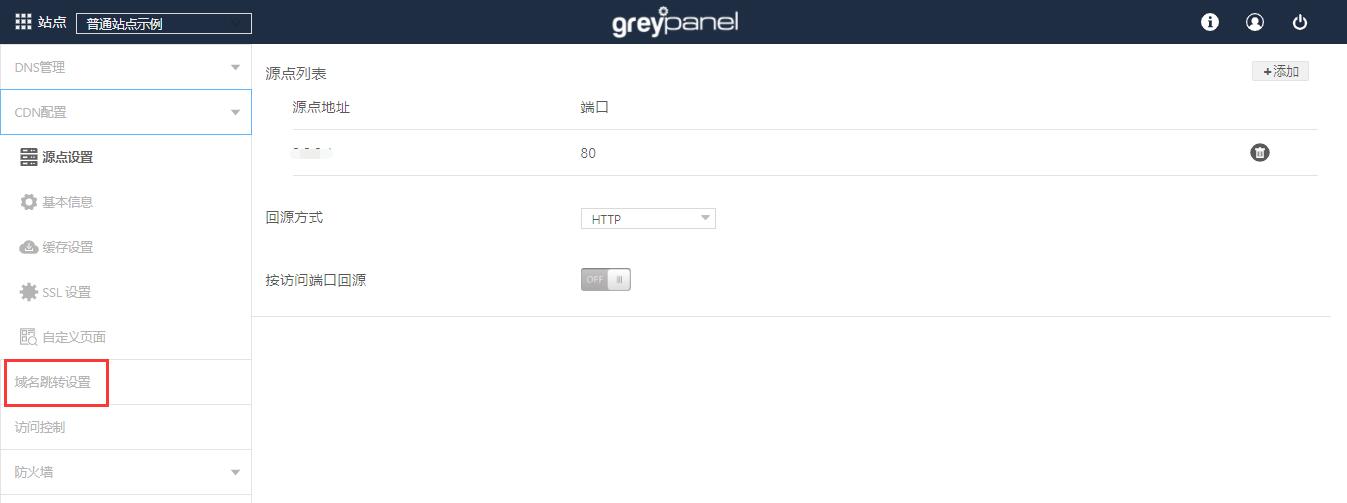 站点 普通站点示例 greypanel
DNS管理
CDN配置
源点设置
基本信息
缓存设置
SSL 设置
自定义页面
域名跳转设置
访问控制
防火墙
源点列表 +添加
源点地址 端口
80
回源方式 HTTP
按访问端口回源 OFF